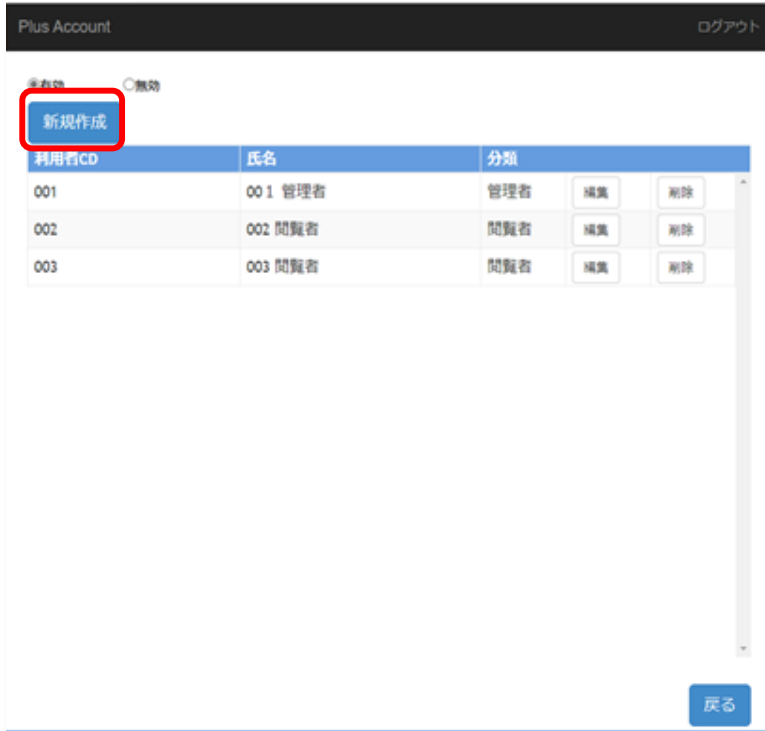 Plus Account ログアウト
有効 無効
新規作成
利用者CD 氏名 分類
001 00１ 管理者 管理者 編集 削除
002 002 閲覧者 閲覧者 編集 削除
003 003 閲覧者 閲覧者 編集 削除
戻る